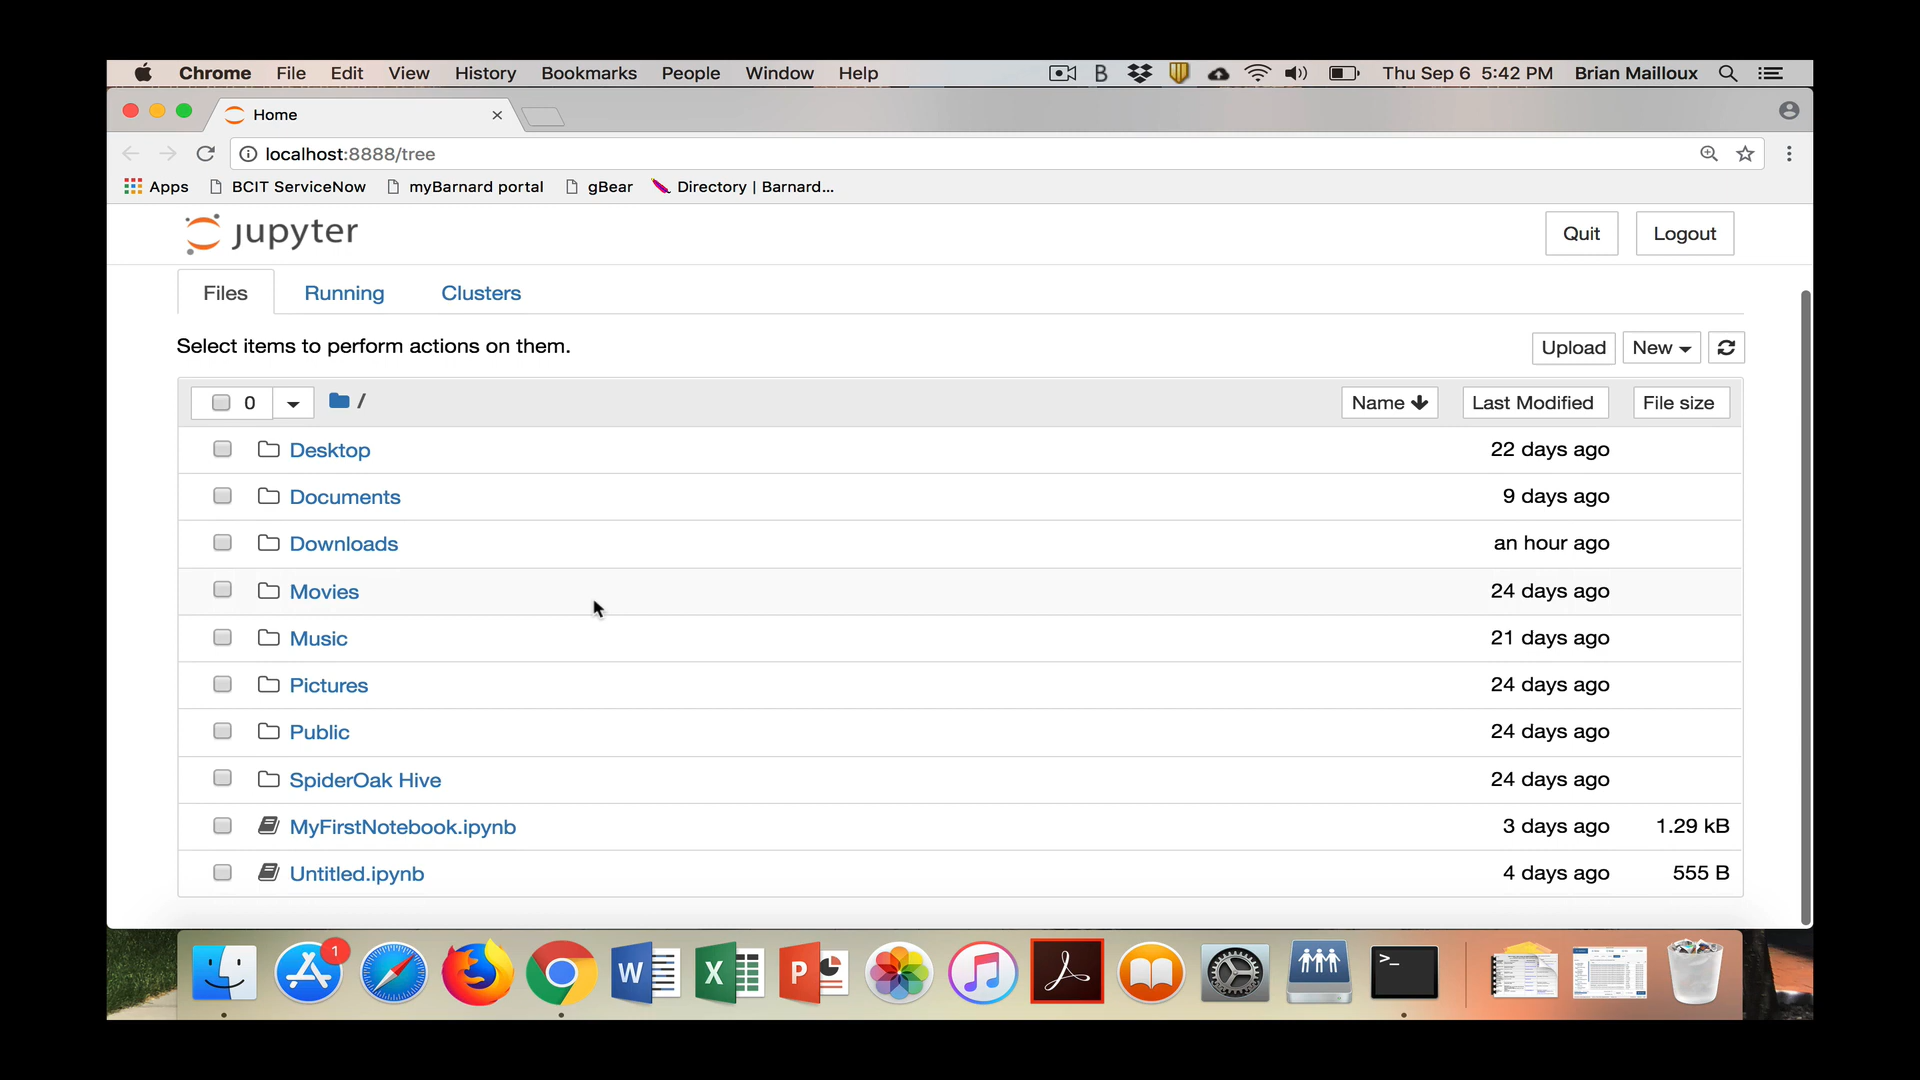 Chrome File Edit View History Bookmarks People Window Help B Thu Sep 6 5:42 PM Brian Mailloux
Home
localhost:8888/tree
Apps BCIT ServiceNow myBarnard portal gBear Directory | Barnard...
jupyter Quit Logout
Files Running Clusters
Select items to perform actions on them. Upload New
0 / Name Last Modified File size
Desktop 22 days ago
Documents 9 days ago
Downloads an hour ago
Movies 24 days ago
Music 21 days ago
Pictures 24 days ago
Public 24 days ago
SpiderOak Hive 24 days ago
MyFirstNotebook.ipynb 3 days ago 1.29 kB
Untitled.ipynb 4 days ago 555 B
1 W X P >_